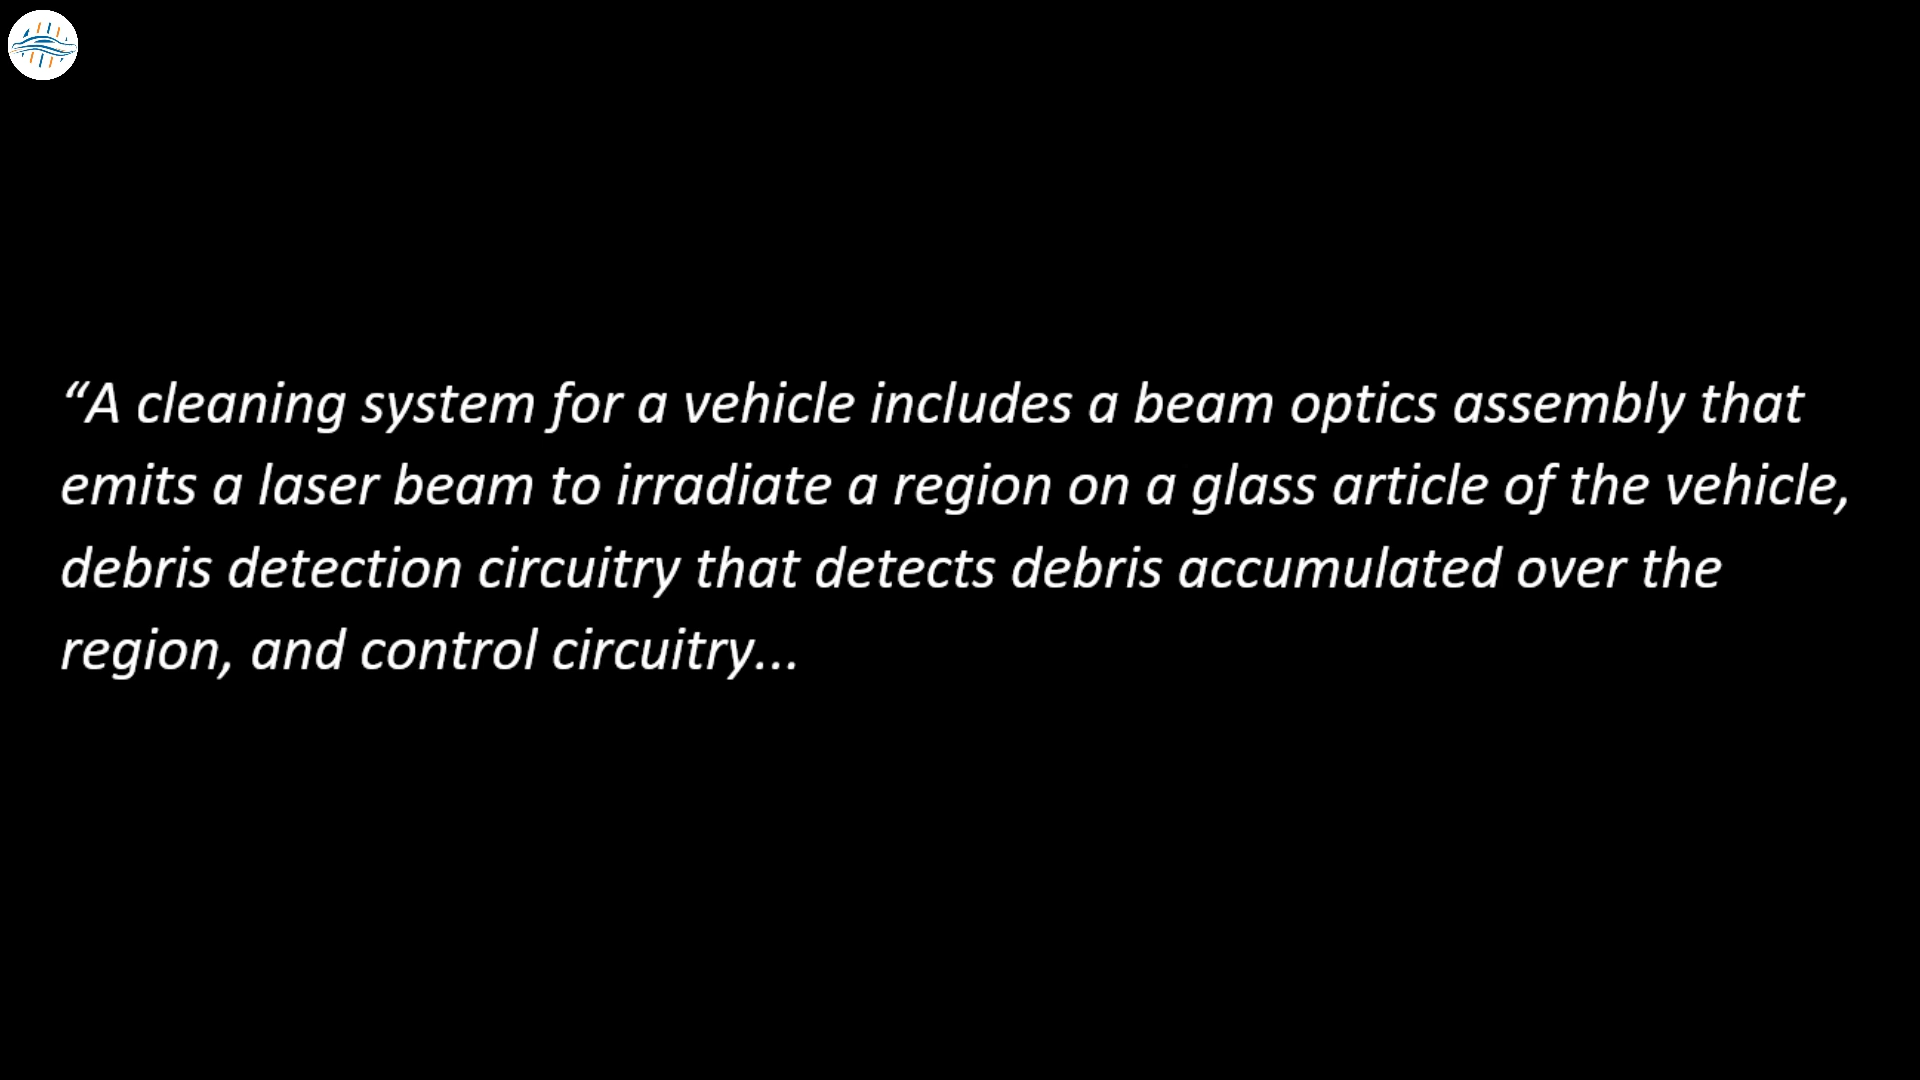 “A cleaning system for a vehicle includes a beam optics assembly that
emits a laser beam to irradiate a region on a glass article of the vehicle,
debris detection circuitry that detects debris accumulated over the
region, and control circuitry...